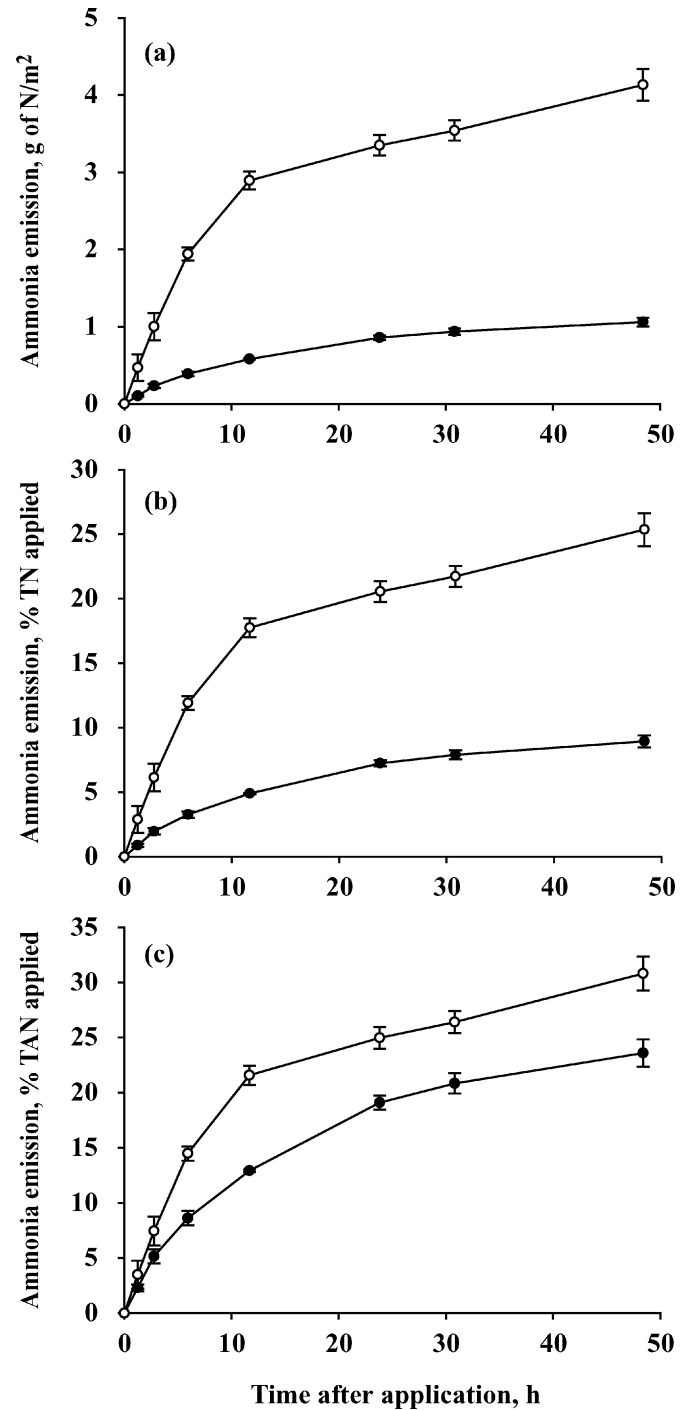 5
(a)
4
3
2
1
0
Ammonia emission, g of N/m²
0 10 20 30 40 50
30
(b)
25
20
15
10
5
0
Ammonia emission, % TN applied
0 10 20 30 40 50
35
(c)
30
25
20
15
10
5
0
Ammonia emission, % TAN applied
0 10 20 30 40 50
Time after application, h